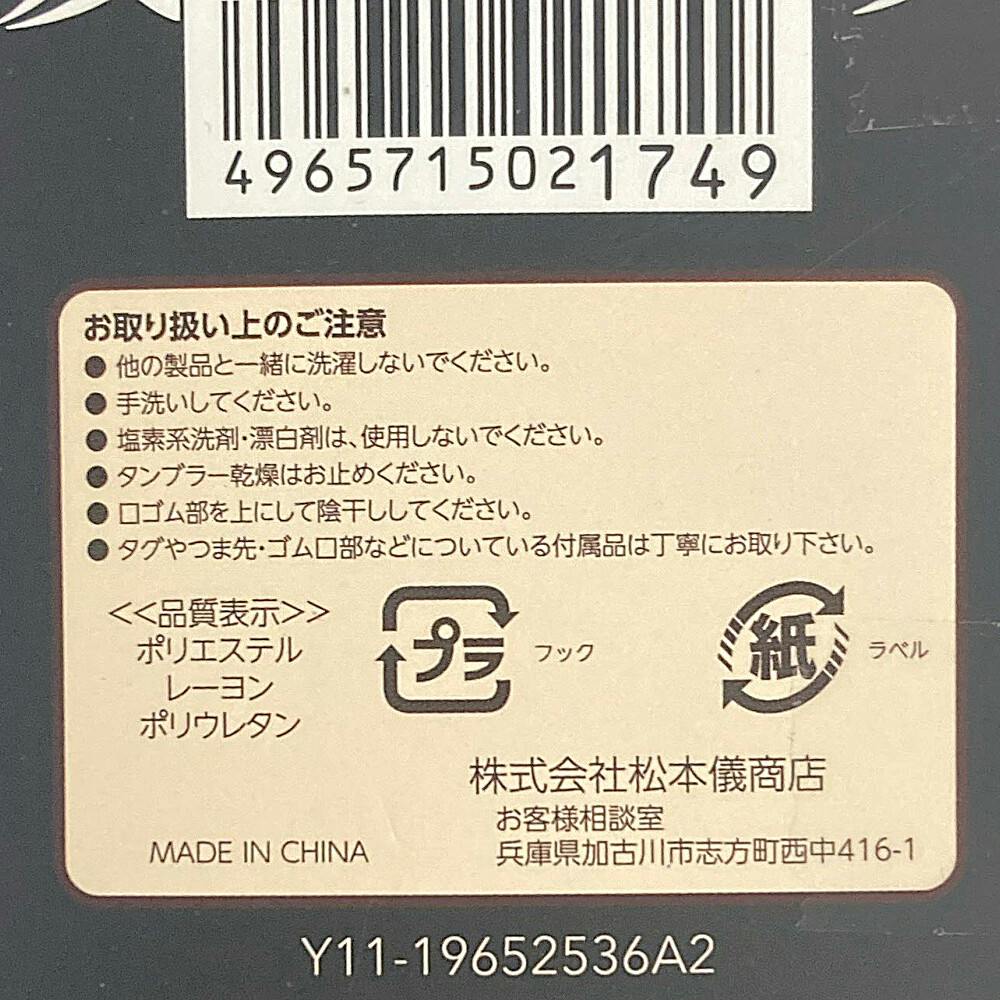 4965715021749
お取り扱い上のご注意
● 他の製品と一緒に洗濯しないでください。
● 手洗いしてください。
● 塩素系洗剤・漂白剤は、使用しないでください。
● タンブラー乾燥はお止めください。
● 口ゴム部を上にして陰干ししてください。
● タグやつま先・ゴム口部などについている付属品は丁寧にお取り下さい。
<<品質表示>>
ポリエステル
レーヨン
ポリウレタン
プラ フック
紙 ラベル
株式会社松本儀商店
お客様相談室
兵庫県加古川市志方町西中416-1
MADE IN CHINA
Y11-19652536A2